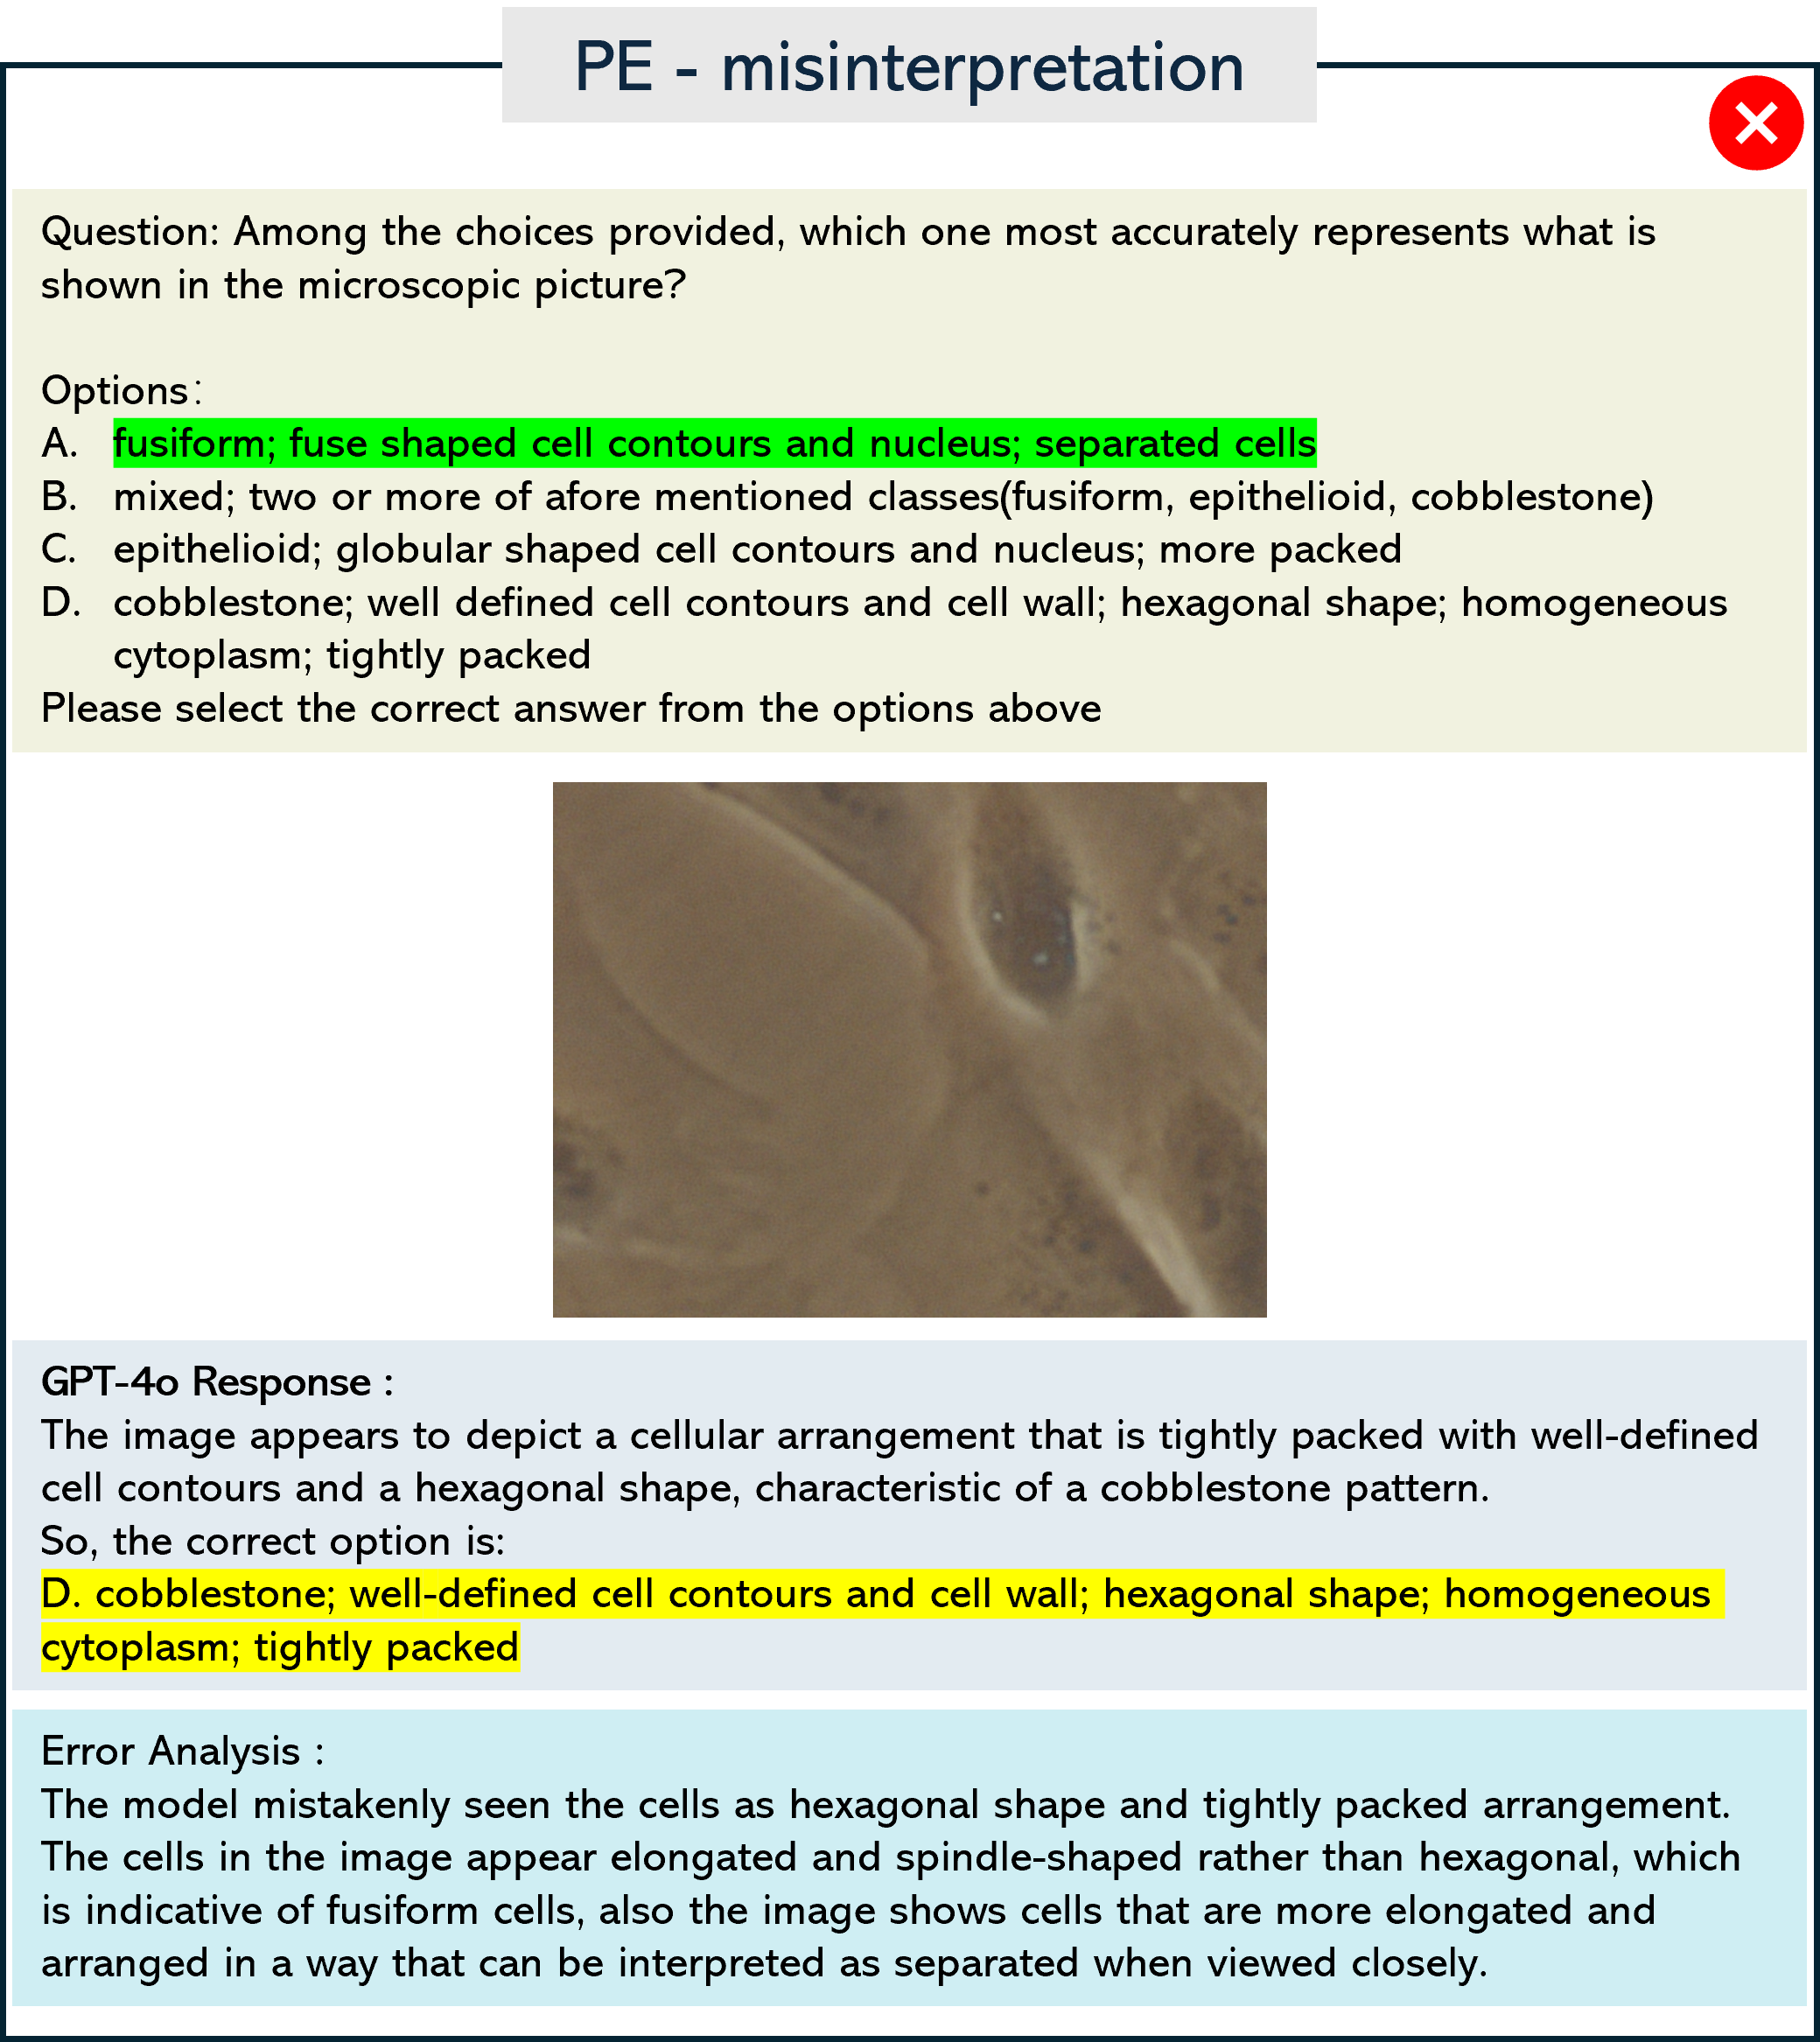 PE - misinterpretation
Question: Among the choices provided, which one most accurately represents what is
shown in the microscopic picture?
Options:
A. fusiform; fuse shaped cell contours and nucleus; separated cells
B. mixed; two or more of afore mentioned classes(fusiform, epithelioid, cobblestone)
C. epithelioid; globular shaped cell contours and nucleus; more packed
D. cobblestone; well defined cell contours and cell wall; hexagonal shape; homogeneous
cytoplasm; tightly packed
Please select the correct answer from the options above
GPT-4o Response :
The image appears to depict a cellular arrangement that is tightly packed with well-defined
cell contours and a hexagonal shape, characteristic of a cobblestone pattern.
So, the correct option is:
D. cobblestone; well-defined cell contours and cell wall; hexagonal shape; homogeneous
cytoplasm; tightly packed
Error Analysis :
The model mistakenly seen the cells as hexagonal shape and tightly packed arrangement.
The cells in the image appear elongated and spindle-shaped rather than hexagonal, which
is indicative of fusiform cells, also the image shows cells that are more elongated and
arranged in a way that can be interpreted as separated when viewed closely.